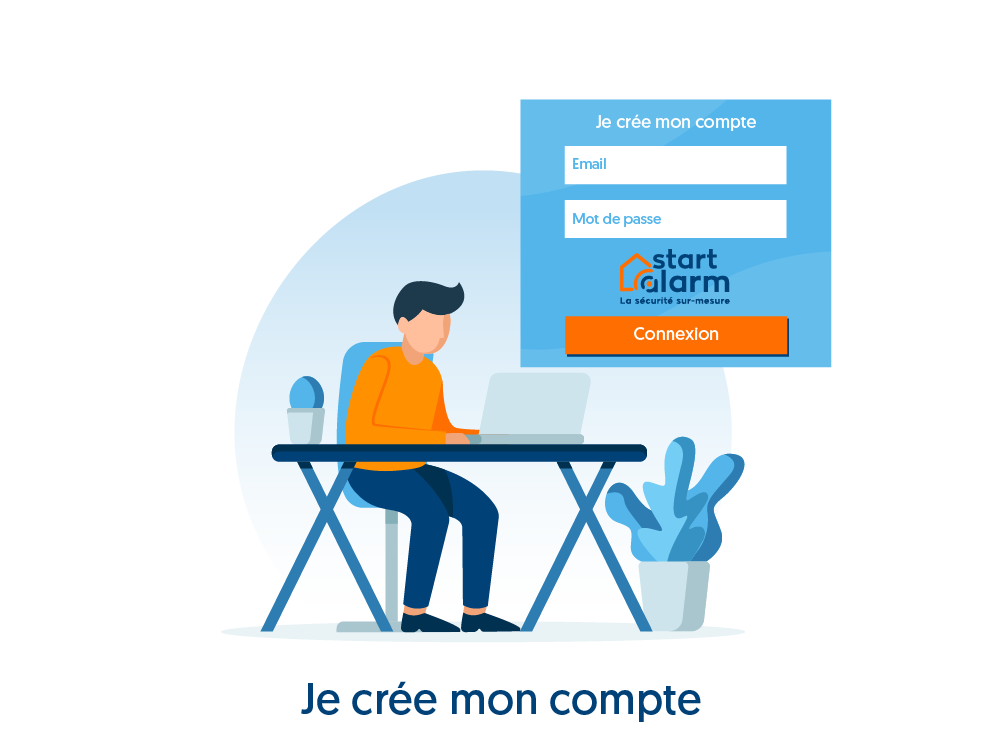 Je crée mon compte
Email
Mot de passe
start
alarm
La sécurité sur-mesure
Connexion
Je crée mon compte